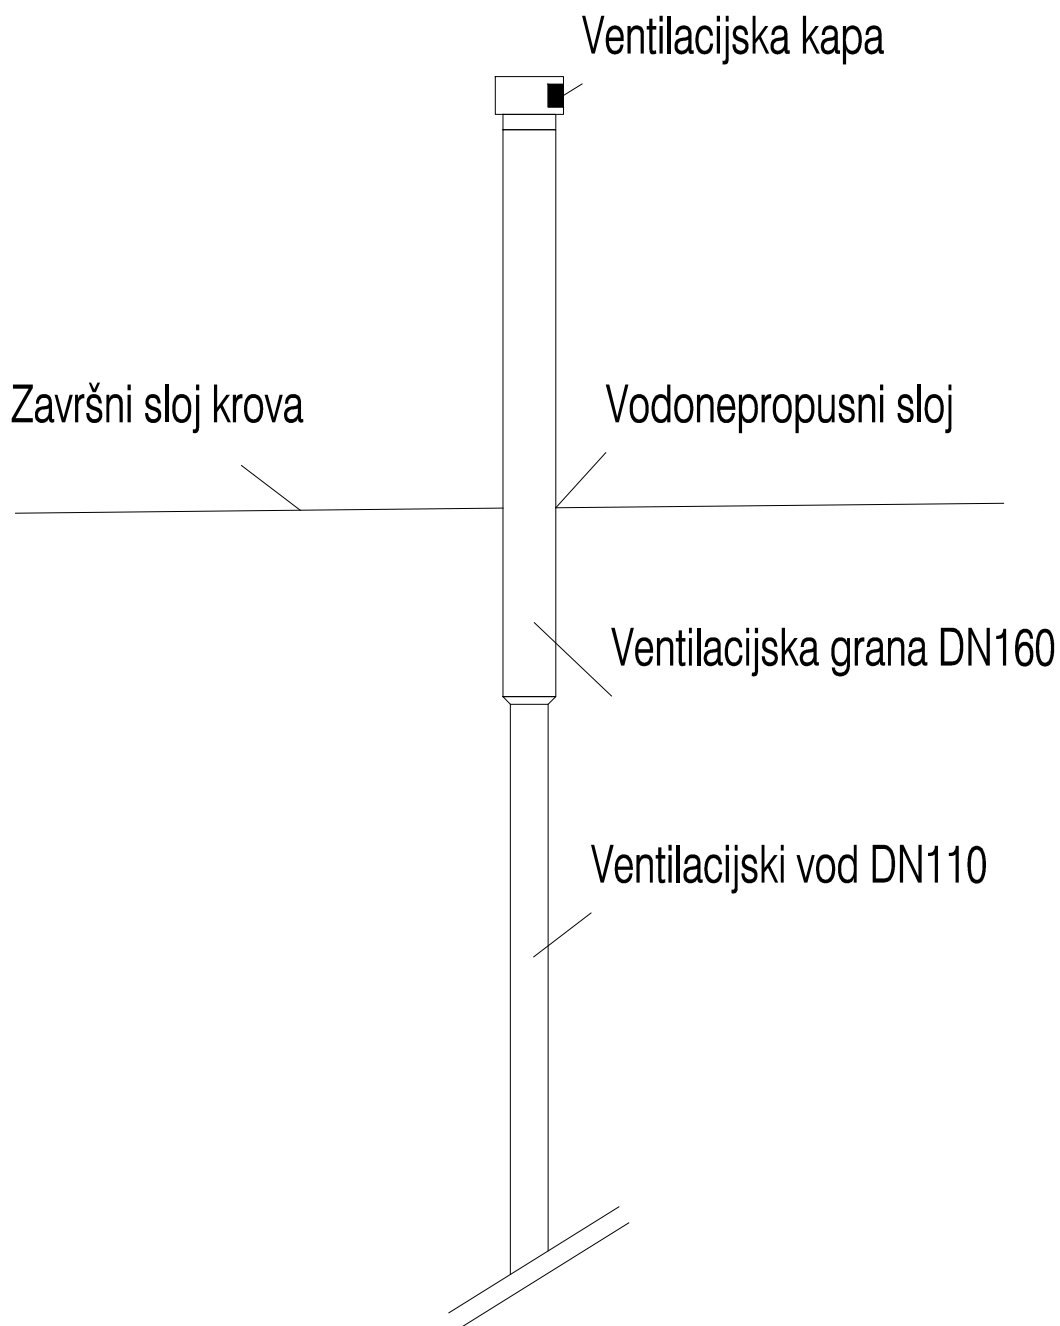 Ventilacijska kapa
Završni sloj krova
Vodonepropusni sloj
Ventilacijska grana DN160
Ventilacijski vod DN110